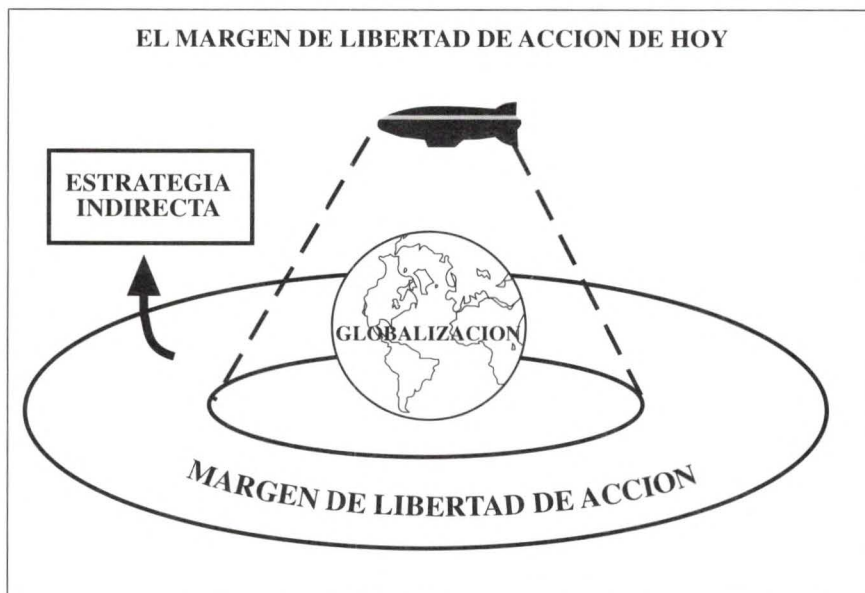 EL MARGEN DE LIBERTAD DE ACCION DE HOY
ESTRATEGIA
INDIRECTA
GLOBALIZACION
MARGEN DE LIBERTAD DE ACCION